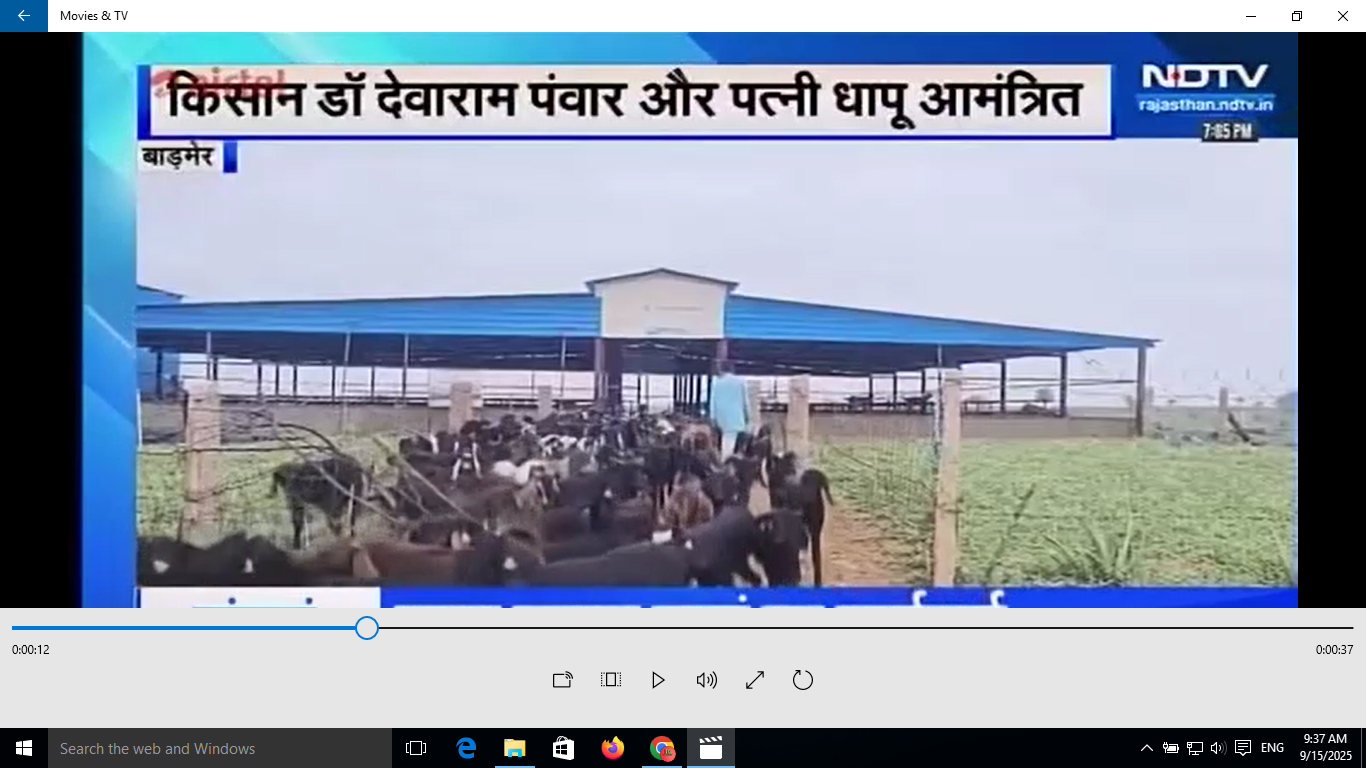 Movies & TV
airtel
किसान डॉ देवाराम पंवार और पत्नी धापू आमंत्रित
NDTV
rajasthan.ndtv.in
7:05 PM
बाड़मेर
0:00:12
0:00:37
Search the web and Windows
ENG
9:37 AM
9/15/2025